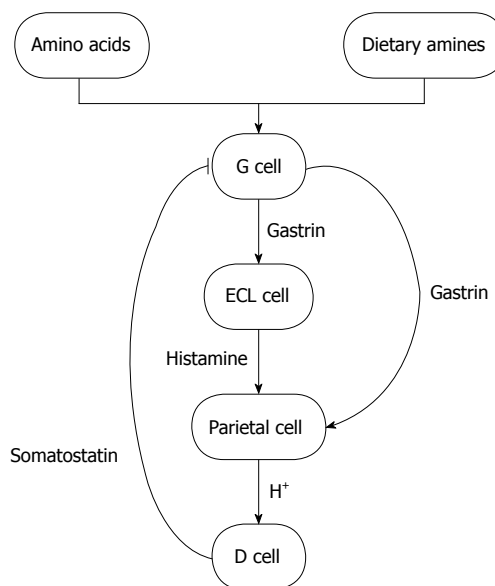 Amino acids
Dietary amines
G cell
Gastrin
ECL cell
Gastrin
Histamine
Parietal cell
Somatostatin
H⁺
D cell